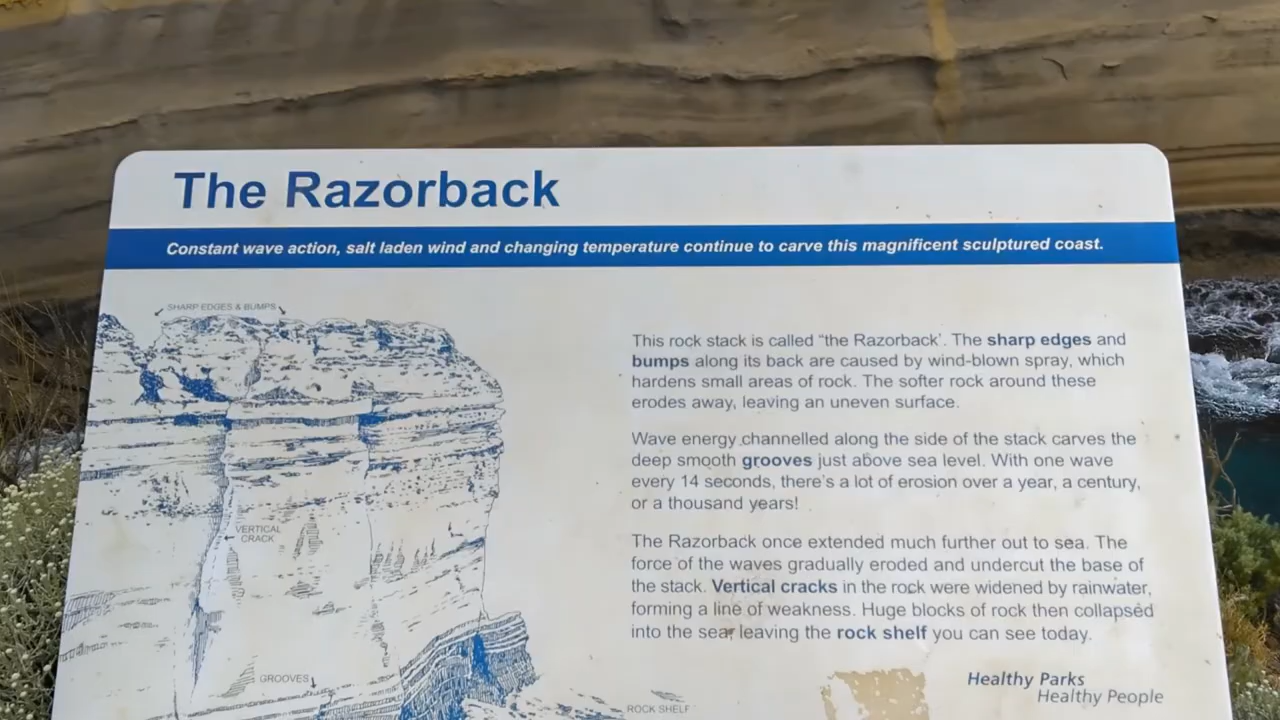 The Razorback
Constant wave action, salt laden wind and changing temperature continue to carve this magnificent sculptured coast.
SHARP EDGES & BUMPS
This rock stack is called “the Razorback’. The sharp edges and
bumps along its back are caused by wind-blown spray, which
hardens small areas of rock. The softer rock around these
erodes away, leaving an uneven surface.
Wave energy channelled along the side of the stack carves the
deep smooth grooves just above sea level. With one wave
every 14 seconds, there's a lot of erosion over a year, a century,
or a thousand years!
VERTICAL
CRACK
The Razorback once extended much further out to sea. The
force of the waves gradually eroded and undercut the base of
the stack. Vertical cracks in the rock were widened by rainwater,
forming a line of weakness. Huge blocks of rock then collapsed
into the sea, leaving the rock shelf you can see today.
GROOVES
ROCK SHELF
Healthy Parks
Healthy People